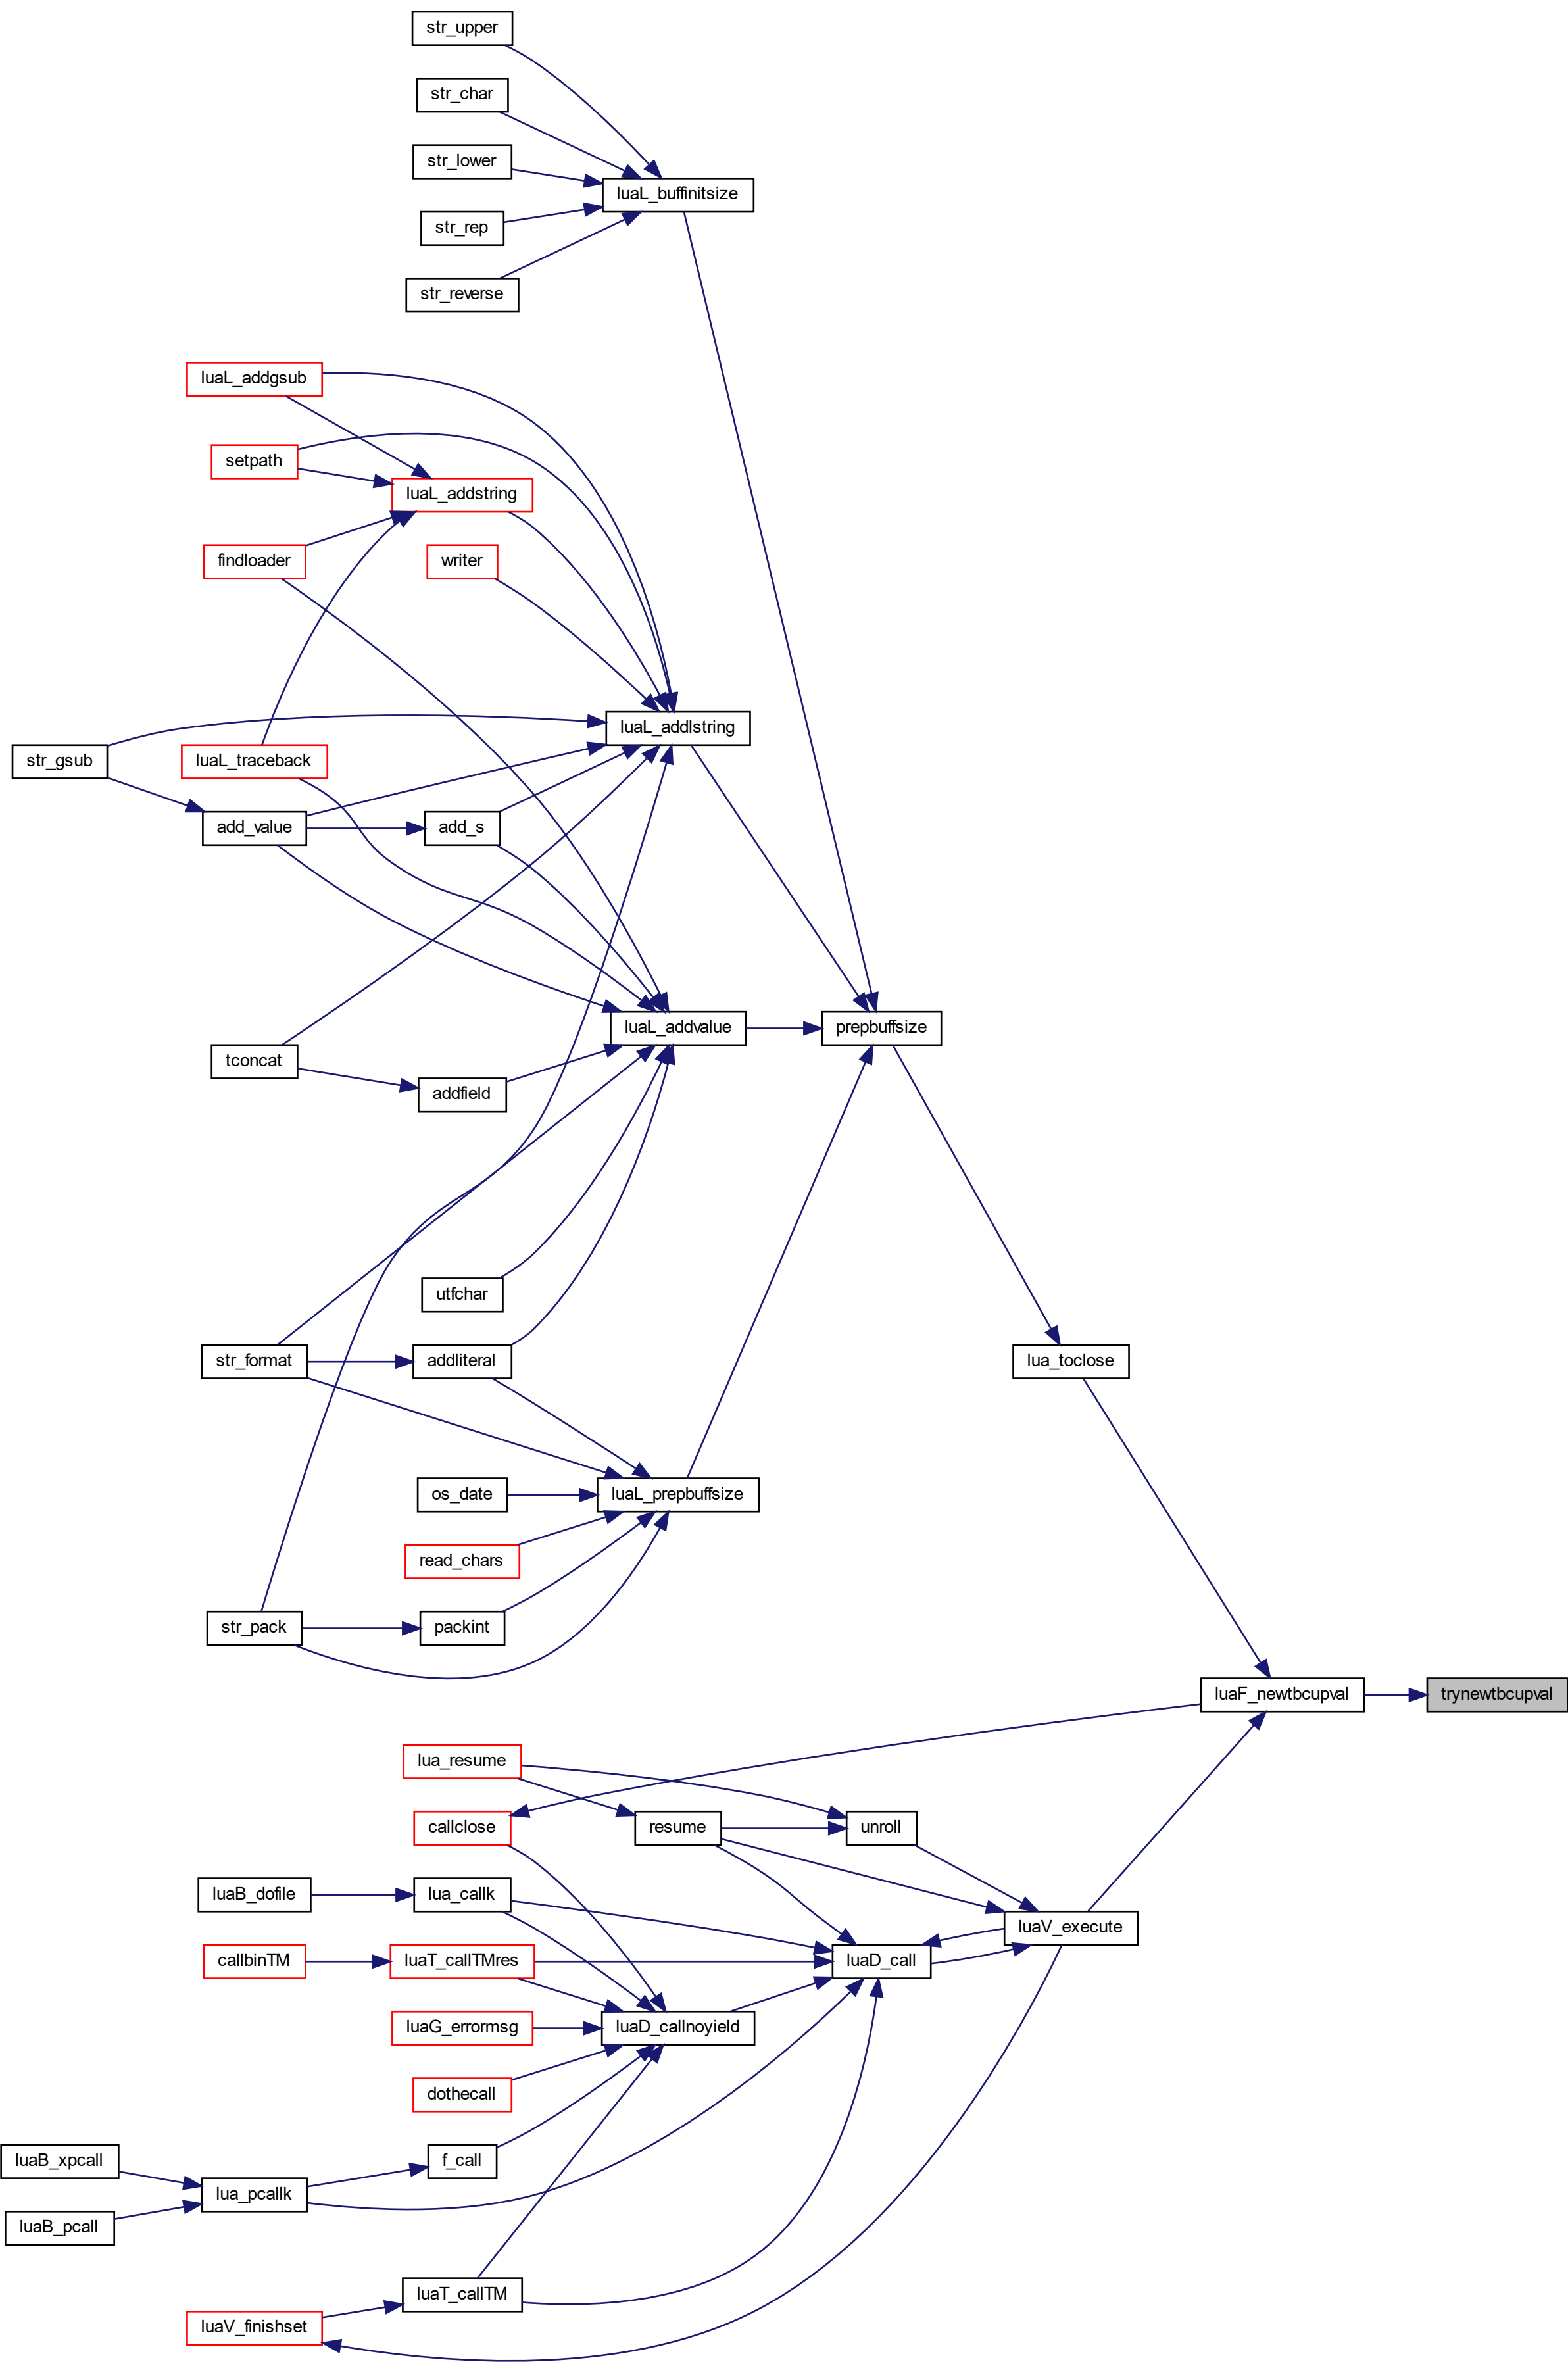 str_upper
str_char
str_lower
luaL_buffinitsize
str_rep
str_reverse
luaL_addgsub
setpath
luaL_addstring
findloader
writer
luaL_addlstring
str_gsub
luaL_traceback
add_value
add_s
luaL_addvalue
prepbuffsize
tconcat
addfield
utfchar
str_format
addliteral
lua_toclose
os_date
luaL_prepbuffsize
read_chars
str_pack
packint
luaF_newtbcupval
trynewtbcupval
lua_resume
callclose
resume
unroll
luaB_dofile
lua_callk
luaV_execute
callbinTM
luaT_callTMres
luaD_call
luaG_errormsg
luaD_callnoyield
dothecall
luaB_xpcall
f_call
lua_pcallk
luaB_pcall
luaT_callTM
luaV_finishset